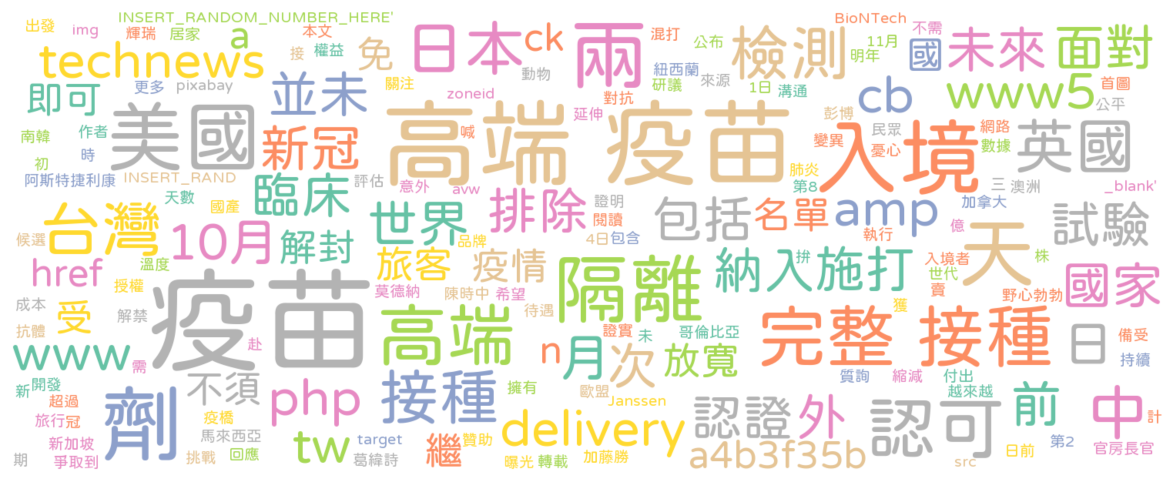 INSERT_RANDOM_NUMBER_HERE'
BioNTech
出發
img
輝瑞
居家
本文
a
免
日本
ck
混打
兩
公布
檢測
11月
明年
不需
國
未來
面對
technews
接
權益
動物
紐西蘭
來源
研議
1日
溝通
首圖
即可
更多
pixabay
並未
關注
zoneid
延伸
對抗
cb
www5
公平
南韓
作者
美國
新冠
高端 疫苗
喊
彭博
變異
民眾
憂心
入境
網路
數據
英國
初
時
阿斯特捷利康
INSERT_RAND
臨床
評估
意外
avw
證明
肺炎
第8
三
澳洲
加拿大
_blank'
天數
國產
台灣
10月
解封
世界
排除
閱讀
4日
包含
包括
名單
amp
執行
億
天
試驗
候選
溫度
授權
旅客
品牌
疫情
隔離
納入
拚
施打
入境者
世代
賣
株
野心勃勃
國家
href
成本
抗體
受
解禁
疫苗
莫德納
陳時中
希望
待遇
高端
證實
未
哥倫比亞
完整 接種
獲
日
備受
持續
www
需
赴
n
月
次
放寬
新
開發
超過
旅行
冠
劑
不須
php
接種
擁有
歐盟
Janssen
質詢
縮減
付出
越來越
前
中
計
新加坡
爭取到
期
疫橋
馬來西亞
挑戰
回應
tw
target
葛緯詩
繼
贊助
delivery
曝光
轉載
加藤勝
認證
外
a4b3f35b
認可
src
日前
第2
官房長官